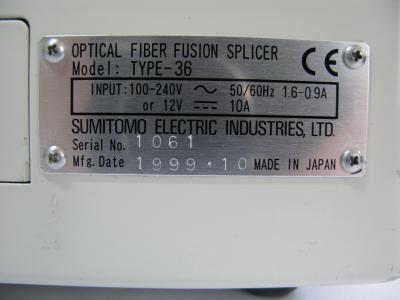 OPTICAL FIBER FUSION SPLICER CE
Model: TYPE-36
INPUT:100-240V ～ 50/60Hz 1.6-0.9A
or 12V ⎓ 10A
SUMITOMO ELECTRIC INDUSTRIES, LTD.
Serial No. 1061
Mfg. Date 1999·10 MADE IN JAPAN